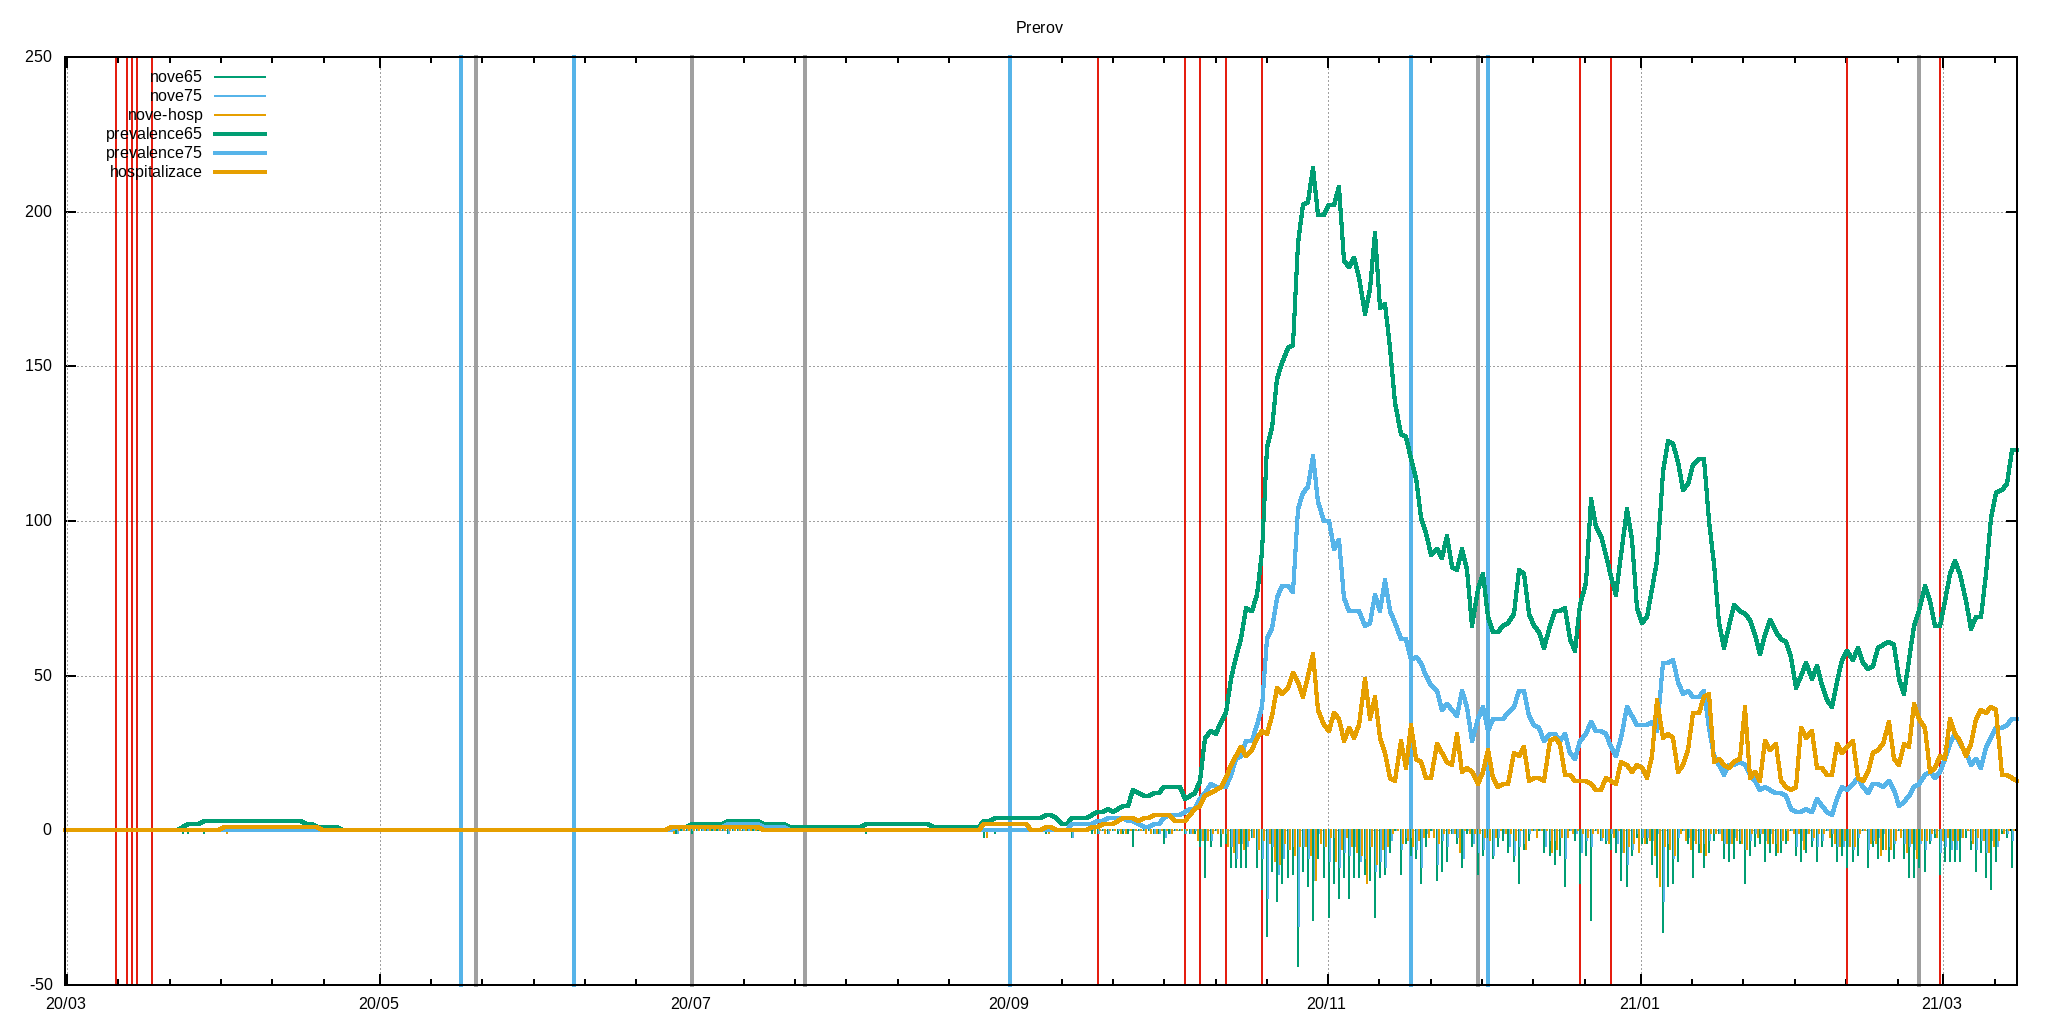 Prerov
250
nove65
nove75
nove-hosp
prevalence65
prevalence75
hospitalizace
200
150
100
50
0
-50
20/03 20/05 20/07 20/09 20/11 21/01 21/03